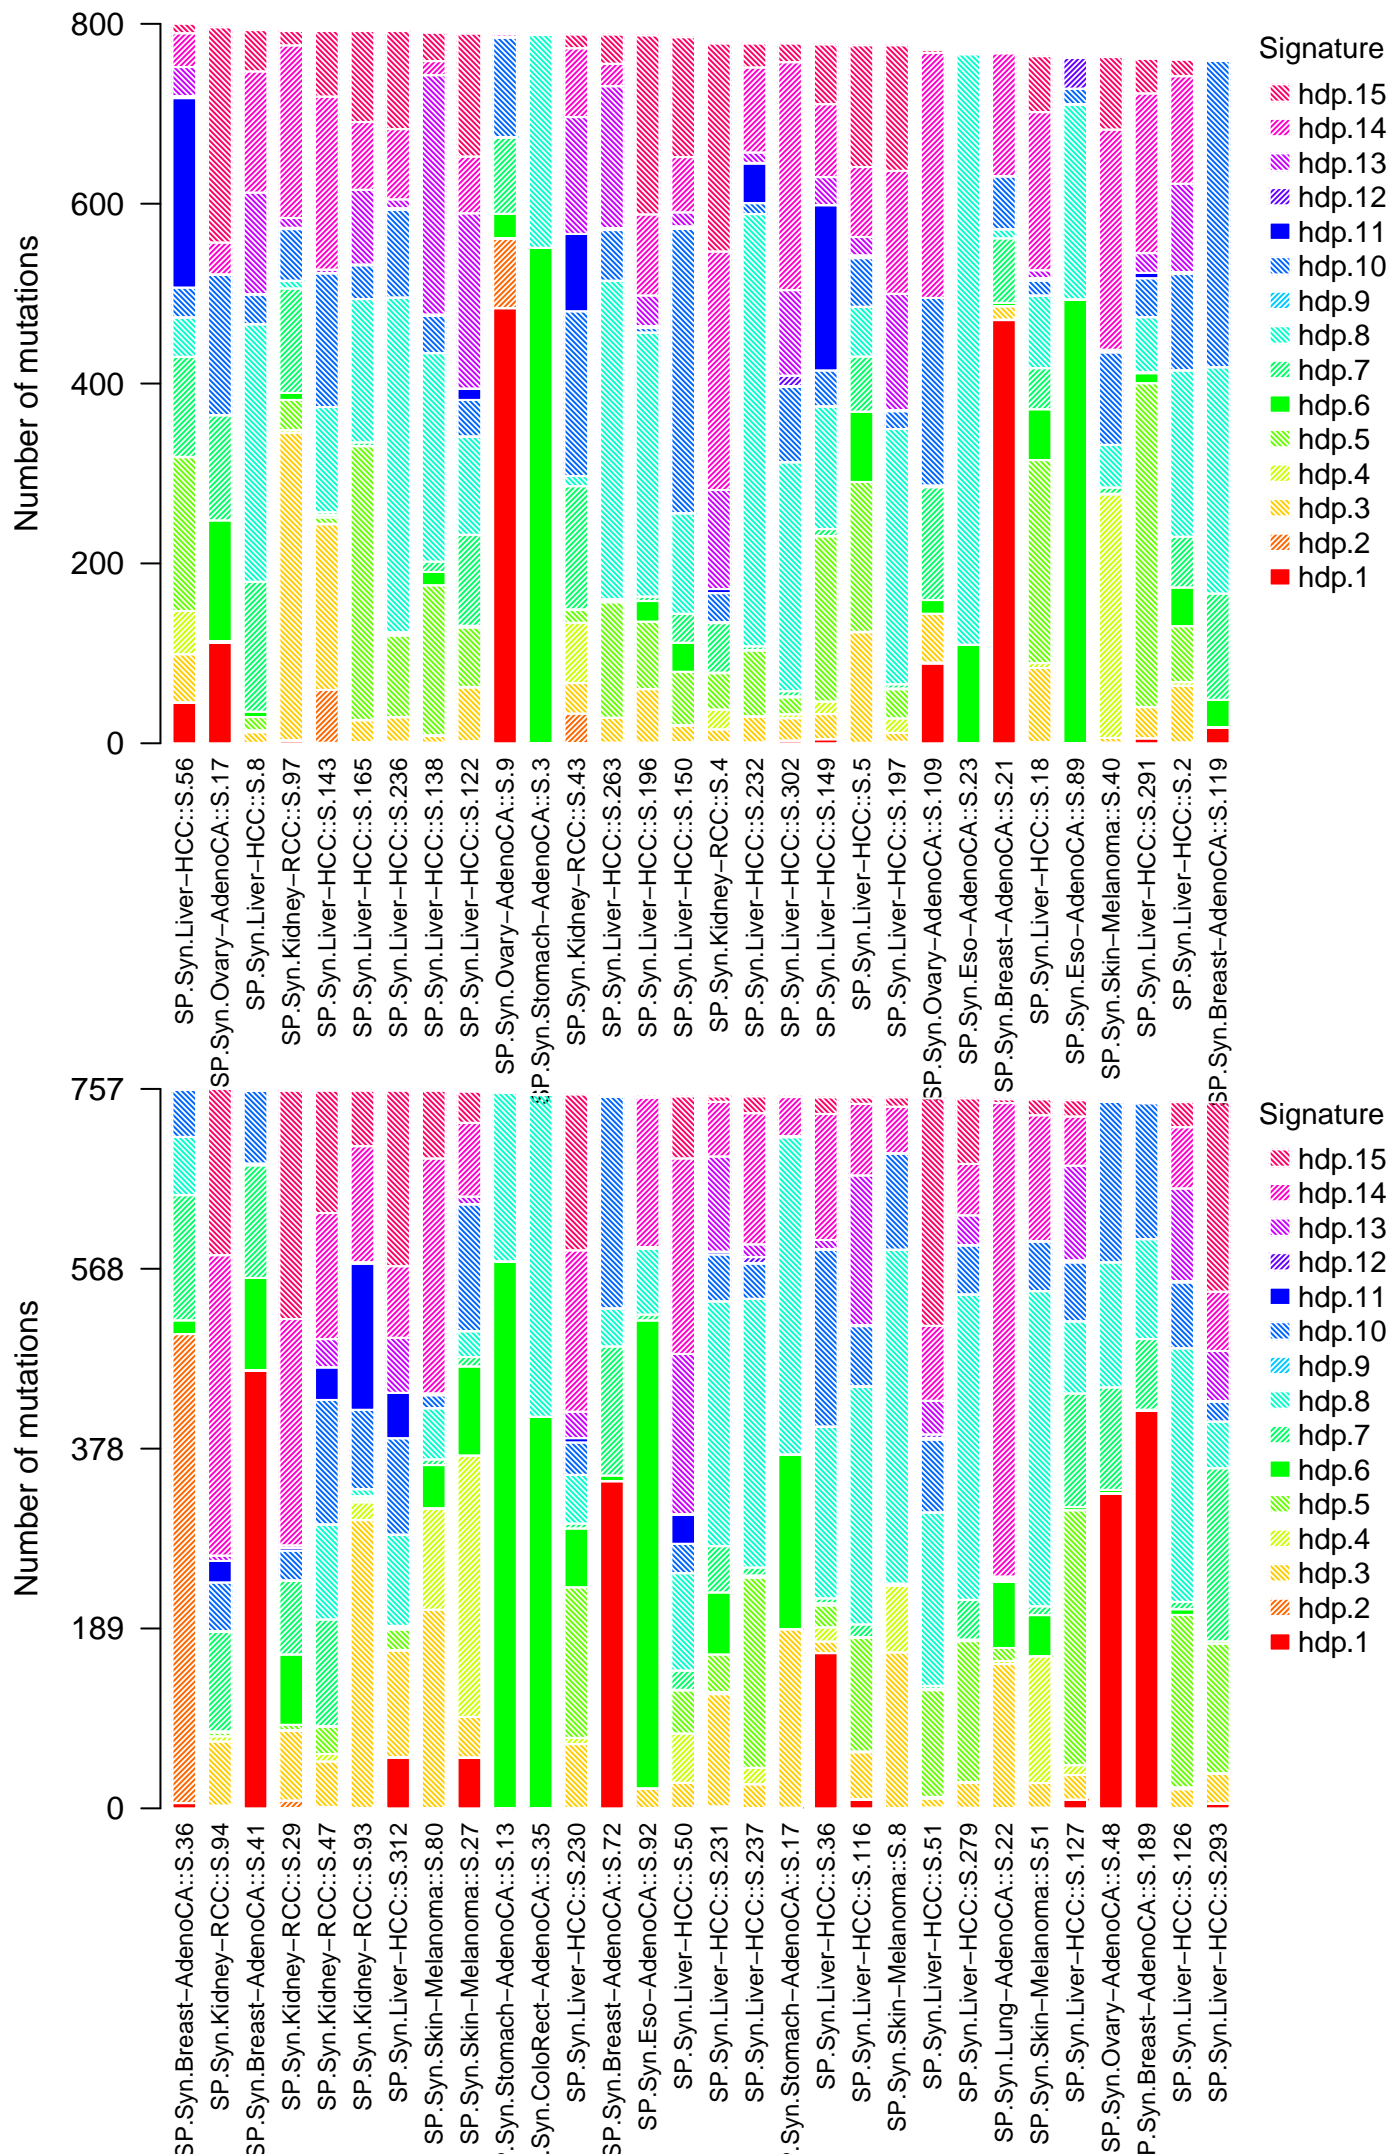 Number of mutations
800
600
400
200
0
SP.Syn.Liver−HCC::S.56
SP.Syn.Ovary−AdenoCA::S.17
SP.Syn.Liver−HCC::S.8
SP.Syn.Kidney−RCC::S.97
SP.Syn.Liver−HCC::S.143
SP.Syn.Liver−HCC::S.165
SP.Syn.Liver−HCC::S.236
SP.Syn.Liver−HCC::S.138
SP.Syn.Liver−HCC::S.122
SP.Syn.Ovary−AdenoCA::S.9
SP.Syn.Stomach−AdenoCA::S.3
SP.Syn.Kidney−RCC::S.43
SP.Syn.Liver−HCC::S.263
SP.Syn.Liver−HCC::S.196
SP.Syn.Liver−HCC::S.150
SP.Syn.Kidney−RCC::S.4
SP.Syn.Liver−HCC::S.232
SP.Syn.Liver−HCC::S.302
SP.Syn.Liver−HCC::S.149
SP.Syn.Liver−HCC::S.5
SP.Syn.Liver−HCC::S.197
SP.Syn.Ovary−AdenoCA::S.109
SP.Syn.Eso−AdenoCA::S.23
SP.Syn.Breast−AdenoCA::S.21
SP.Syn.Liver−HCC::S.18
SP.Syn.Eso−AdenoCA::S.89
SP.Syn.Skin−Melanoma::S.40
SP.Syn.Liver−HCC::S.291
SP.Syn.Liver−HCC::S.2
SP.Syn.Breast−AdenoCA::S.119
Signature
hdp.15
hdp.14
hdp.13
hdp.12
hdp.11
hdp.10
hdp.9
hdp.8
hdp.7
hdp.6
hdp.5
hdp.4
hdp.3
hdp.2
hdp.1
Number of mutations
757
568
378
189
0
SP.Syn.Breast−AdenoCA::S.36
SP.Syn.Kidney−RCC::S.94
SP.Syn.Breast−AdenoCA::S.41
SP.Syn.Kidney−RCC::S.29
SP.Syn.Kidney−RCC::S.47
SP.Syn.Kidney−RCC::S.93
SP.Syn.Liver−HCC::S.312
SP.Syn.Skin−Melanoma::S.80
SP.Syn.Skin−Melanoma::S.27
P.Syn.Stomach−AdenoCA::S.13
.Syn.ColoRect−AdenoCA::S.35
SP.Syn.Liver−HCC::S.230
SP.Syn.Breast−AdenoCA::S.72
SP.Syn.Eso−AdenoCA::S.92
SP.Syn.Liver−HCC::S.50
SP.Syn.Liver−HCC::S.231
SP.Syn.Liver−HCC::S.237
P.Syn.Stomach−AdenoCA::S.17
SP.Syn.Liver−HCC::S.36
SP.Syn.Liver−HCC::S.116
SP.Syn.Skin−Melanoma::S.8
SP.Syn.Liver−HCC::S.51
SP.Syn.Liver−HCC::S.279
SP.Syn.Lung−AdenoCA::S.22
SP.Syn.Skin−Melanoma::S.51
SP.Syn.Liver−HCC::S.127
SP.Syn.Ovary−AdenoCA::S.48
P.Syn.Breast−AdenoCA::S.189
SP.Syn.Liver−HCC::S.126
SP.Syn.Liver−HCC::S.293
Signature
hdp.15
hdp.14
hdp.13
hdp.12
hdp.11
hdp.10
hdp.9
hdp.8
hdp.7
hdp.6
hdp.5
hdp.4
hdp.3
hdp.2
hdp.1